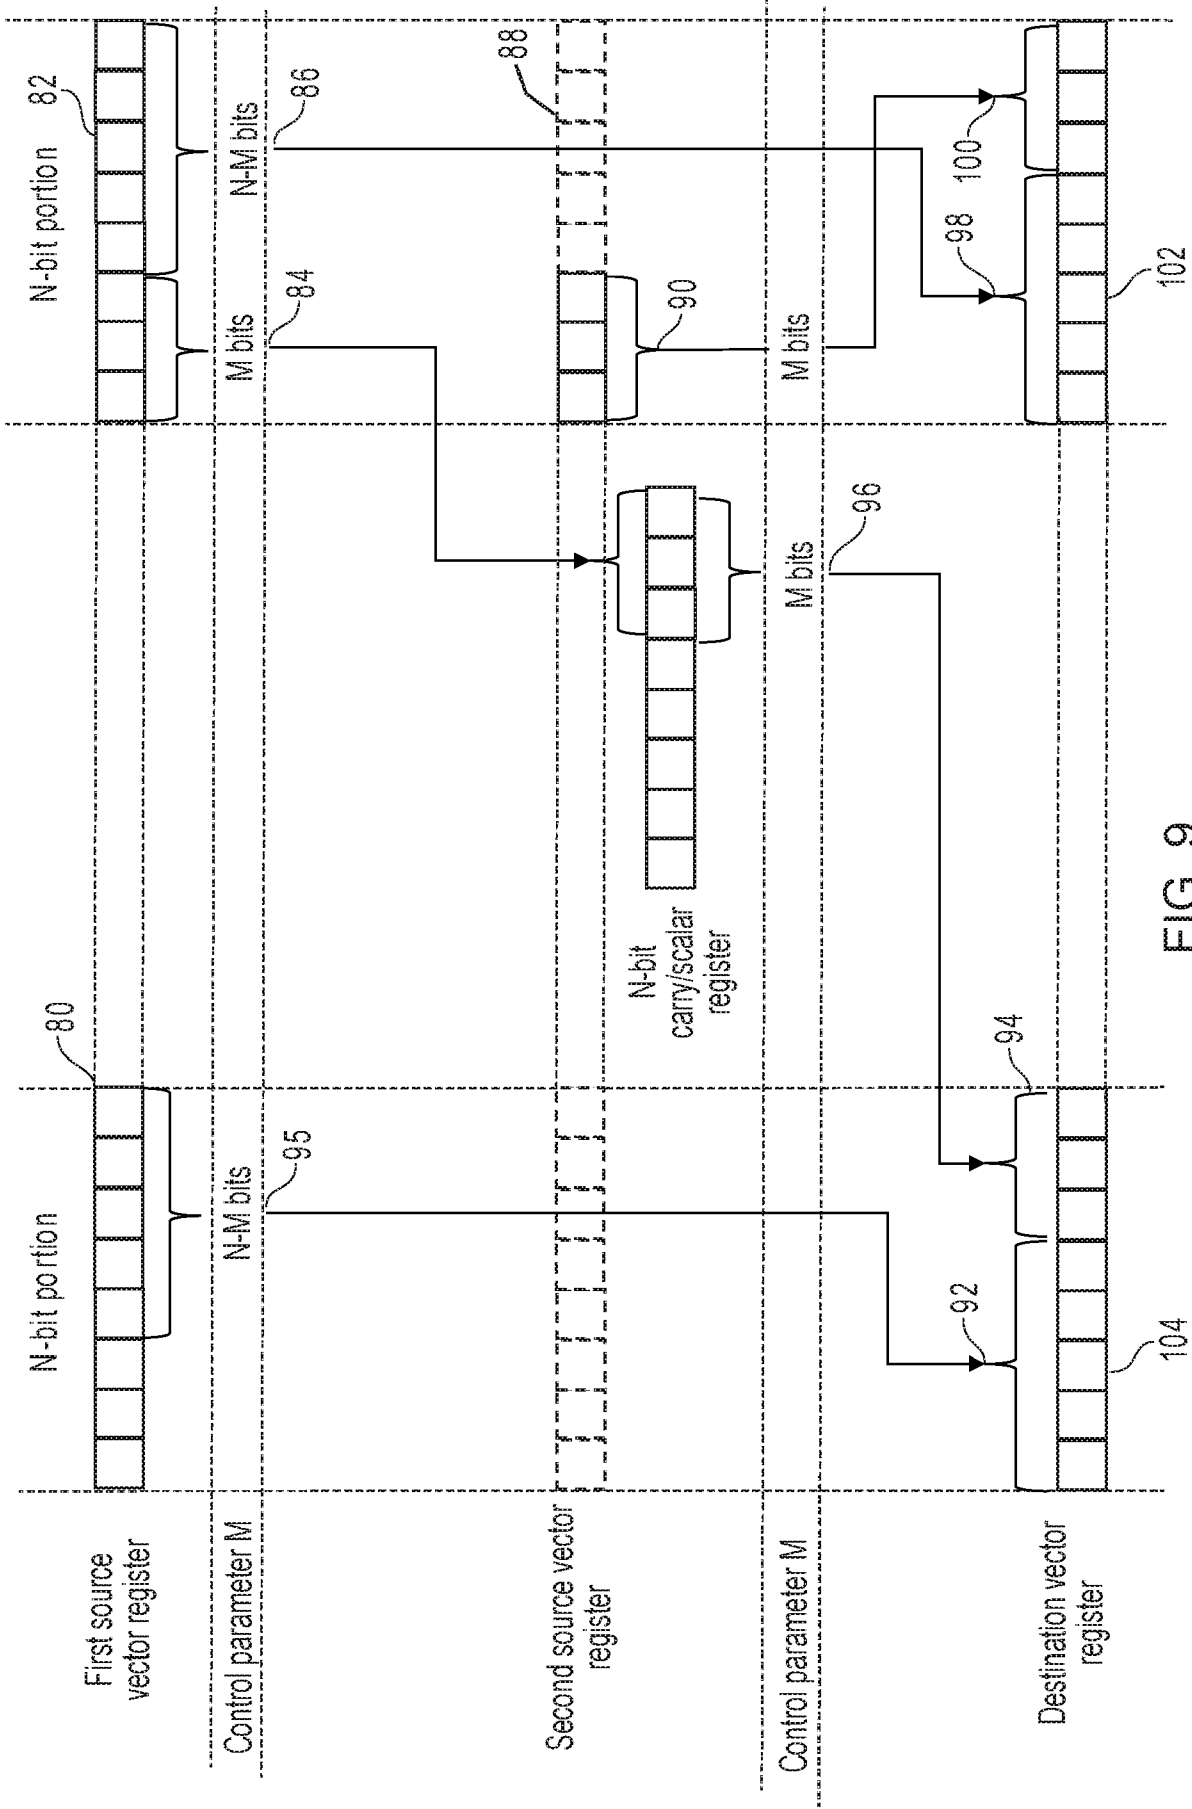 N-bit portion
80
N-bit portion
82
First source
vector register
Control parameter M
N-M bits
95
M bits
84
N-M bits
86
88
Second source vector
register
90
N-bit
carry/scalar
register
Control parameter M
M bits
96
M bits
92
94
98
100
Destination vector
register
104
102
FIG. 9